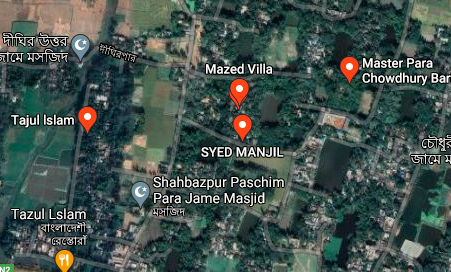 দীঘির উত্তর
জামে মসজিদ
দীঘিরপার
Mazed Villa
Master Para
Chowdhury Bar
Tajul Islam
SYED MANJIL
Shahbazpur Paschim
Para Jame Masjid
মসজিদ
Tazul Lslam
বাংলাদেশী
রেস্তোরাঁ
N2